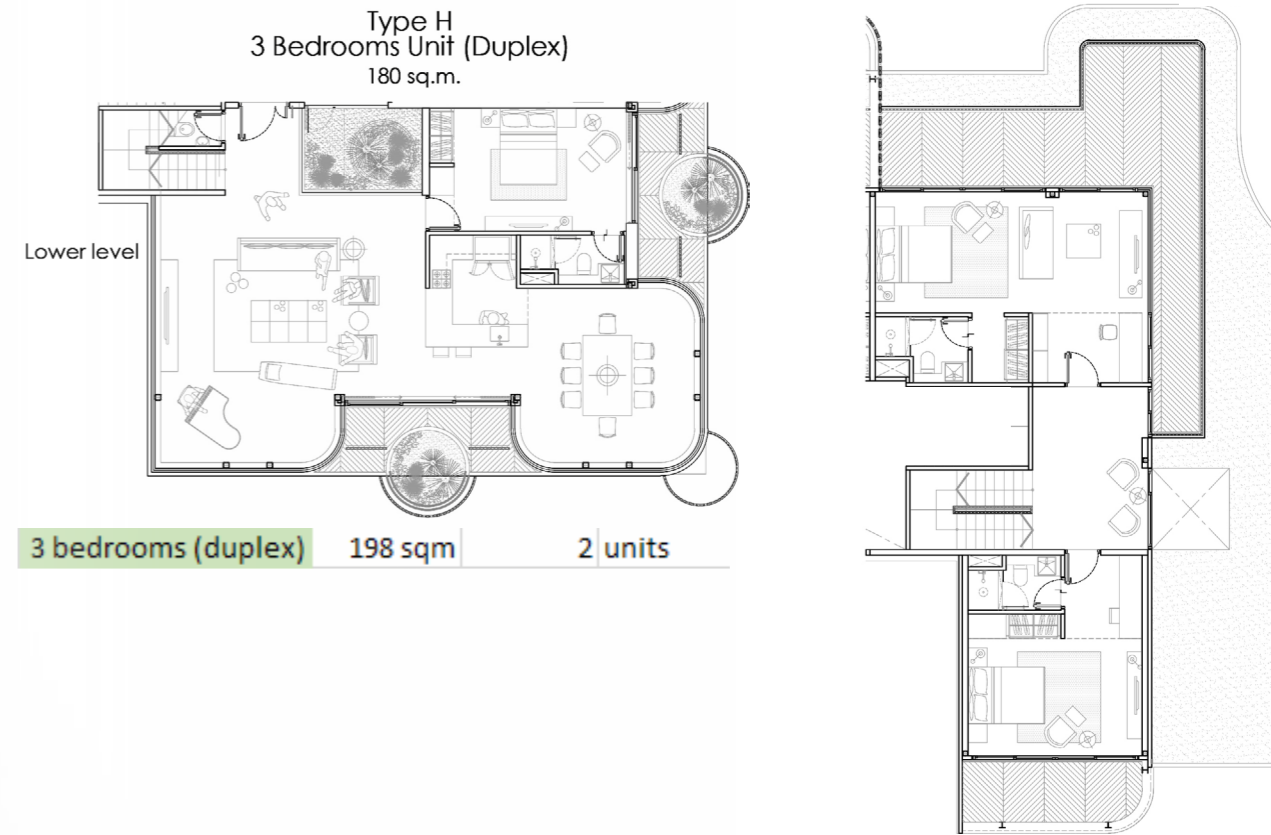 Type H
3 Bedrooms Unit (Duplex)
180 sq.m.
Lower level
3 bedrooms (duplex) 198 sqm 2 units